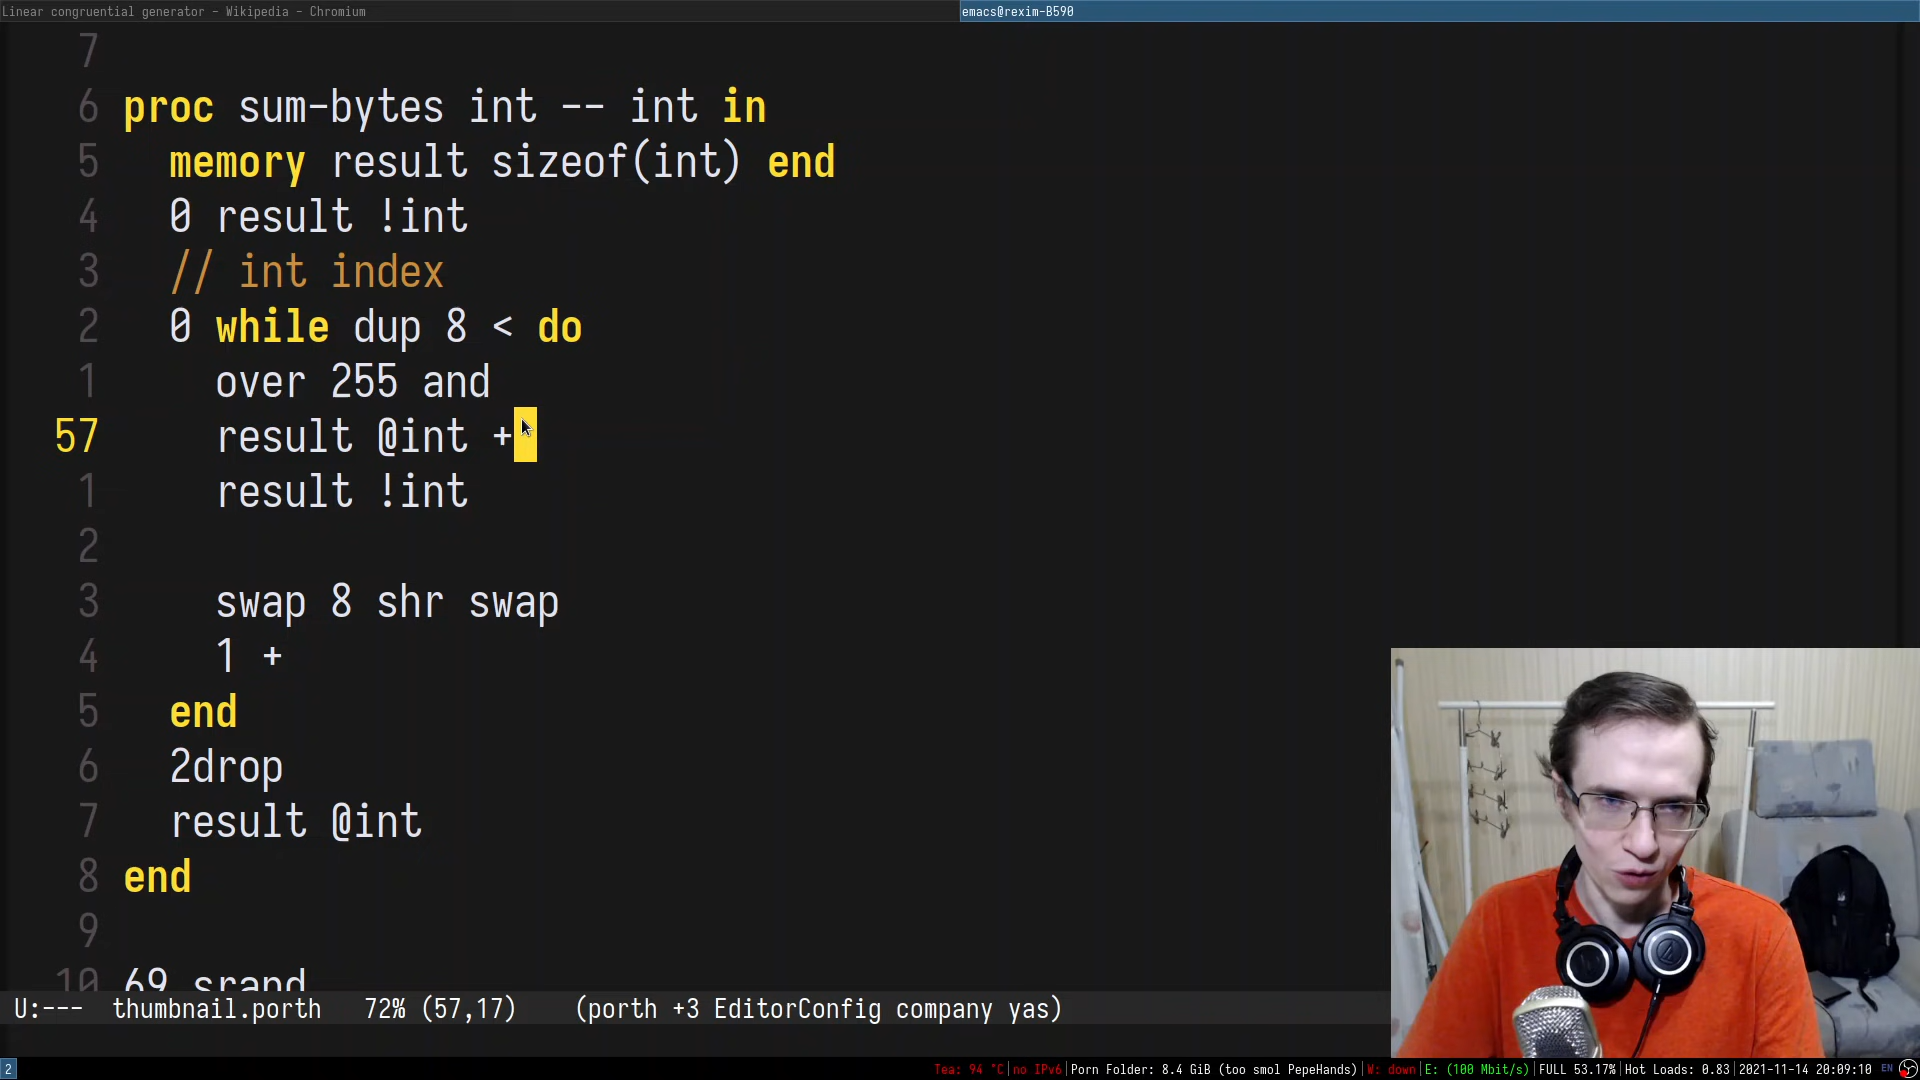 Linear congruential generator - Wikipedia - Chromium
emacs@rexim-B590
7
6 proc sum-bytes int -- int in
5 memory result sizeof(int) end
4 0 result !int
3 // int index
2 0 while dup 8 < do
1 over 255 and
57 result @int +
1 result !int
2
3 swap 8 shr swap
4 1 +
5 end
6 2drop
7 result @int
8 end
9
10 69 srand
U:--- thumbnail.porth 72% (57,17) (porth +3 EditorConfig company yas)
2 Tea: 94 °C|no IPv6|Porn Folder: 8.4 GiB (too smol PepeHands)|W: down|E: (100 Mbit/s)|FULL 53.17%|Hot Loads: 0.83|2021-11-14 20:09:10 EN